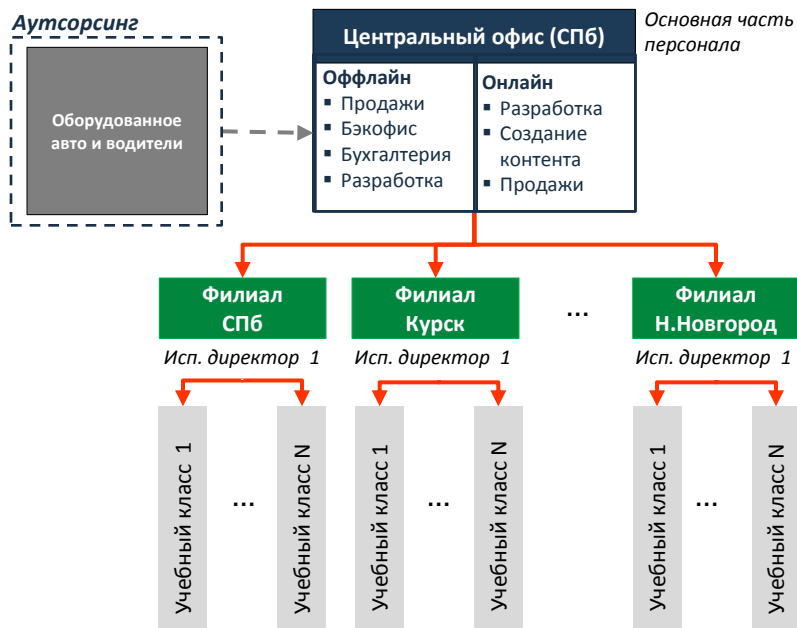 Аутсорсинг
Оборудованное
авто и водители
Центральный офис (СПб)
Основная часть
персонала
Оффлайн
▪ Продажи
▪ Бэкофис
▪ Бухгалтерия
▪ Разработка
Онлайн
▪ Разработка
▪ Создание
контента
▪ Продажи
Филиал
СПб
Филиал
Курск
...
Филиал
Н.Новгород
Исп. директор 1
Исп. директор 1
Исп. директор 1
Учебный класс 1
...
Учебный класс N
Учебный класс 1
...
Учебный класс N
Учебный класс 1
...
Учебный класс N